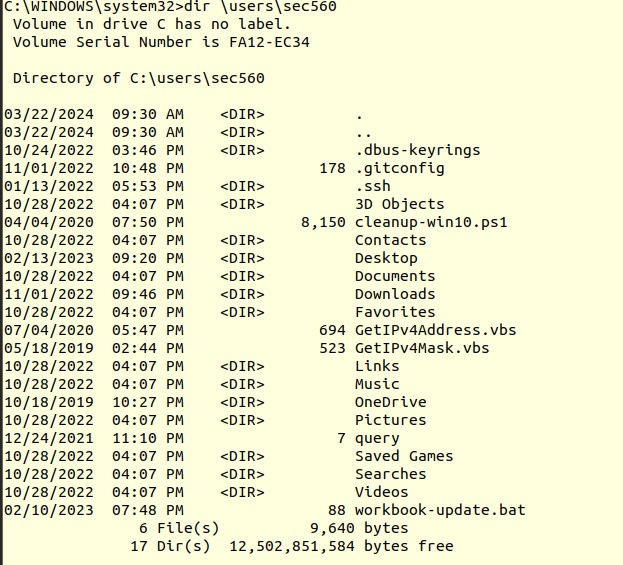 C:\WINDOWS\system32>dir \users\sec560
 Volume in drive C has no label.
 Volume Serial Number is FA12-EC34

 Directory of C:\users\sec560

03/22/2024  09:30 AM    <DIR>          .
03/22/2024  09:30 AM    <DIR>          ..
10/24/2022  03:46 PM    <DIR>          .dbus-keyrings
11/01/2022  10:48 PM               178 .gitconfig
01/13/2022  05:53 PM    <DIR>          .ssh
10/28/2022  04:07 PM    <DIR>          3D Objects
04/04/2020  07:50 PM             8,150 cleanup-win10.ps1
10/28/2022  04:07 PM    <DIR>          Contacts
02/13/2023  09:20 PM    <DIR>          Desktop
10/28/2022  04:07 PM    <DIR>          Documents
11/01/2022  09:46 PM    <DIR>          Downloads
10/28/2022  04:07 PM    <DIR>          Favorites
07/04/2020  05:47 PM               694 GetIPv4Address.vbs
05/18/2019  02:44 PM               523 GetIPv4Mask.vbs
10/28/2022  04:07 PM    <DIR>          Links
10/28/2022  04:07 PM    <DIR>          Music
10/18/2019  10:27 PM    <DIR>          OneDrive
10/28/2022  04:07 PM    <DIR>          Pictures
12/24/2021  11:10 PM                 7 query
10/28/2022  04:07 PM    <DIR>          Saved Games
10/28/2022  04:07 PM    <DIR>          Searches
10/28/2022  04:07 PM    <DIR>          Videos
02/10/2023  07:48 PM                88 workbook-update.bat
               6 File(s)          9,640 bytes
              17 Dir(s)  12,502,851,584 bytes free